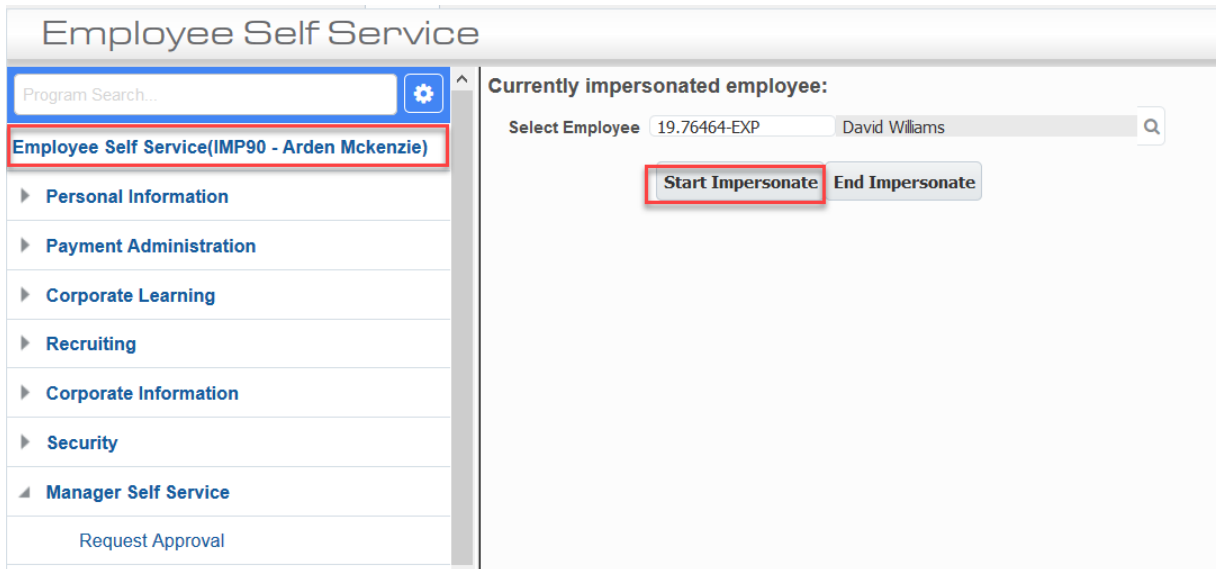 Employee Self Service
Program Search...
Employee Self Service(IMP90 - Arden Mckenzie)
Personal Information
Payment Administration
Corporate Learning
Recruiting
Corporate Information
Security
Manager Self Service
Request Approval
Currently impersonated employee:
Select Employee 19.76464-EXP David Wiliams
Start Impersonate End Impersonate